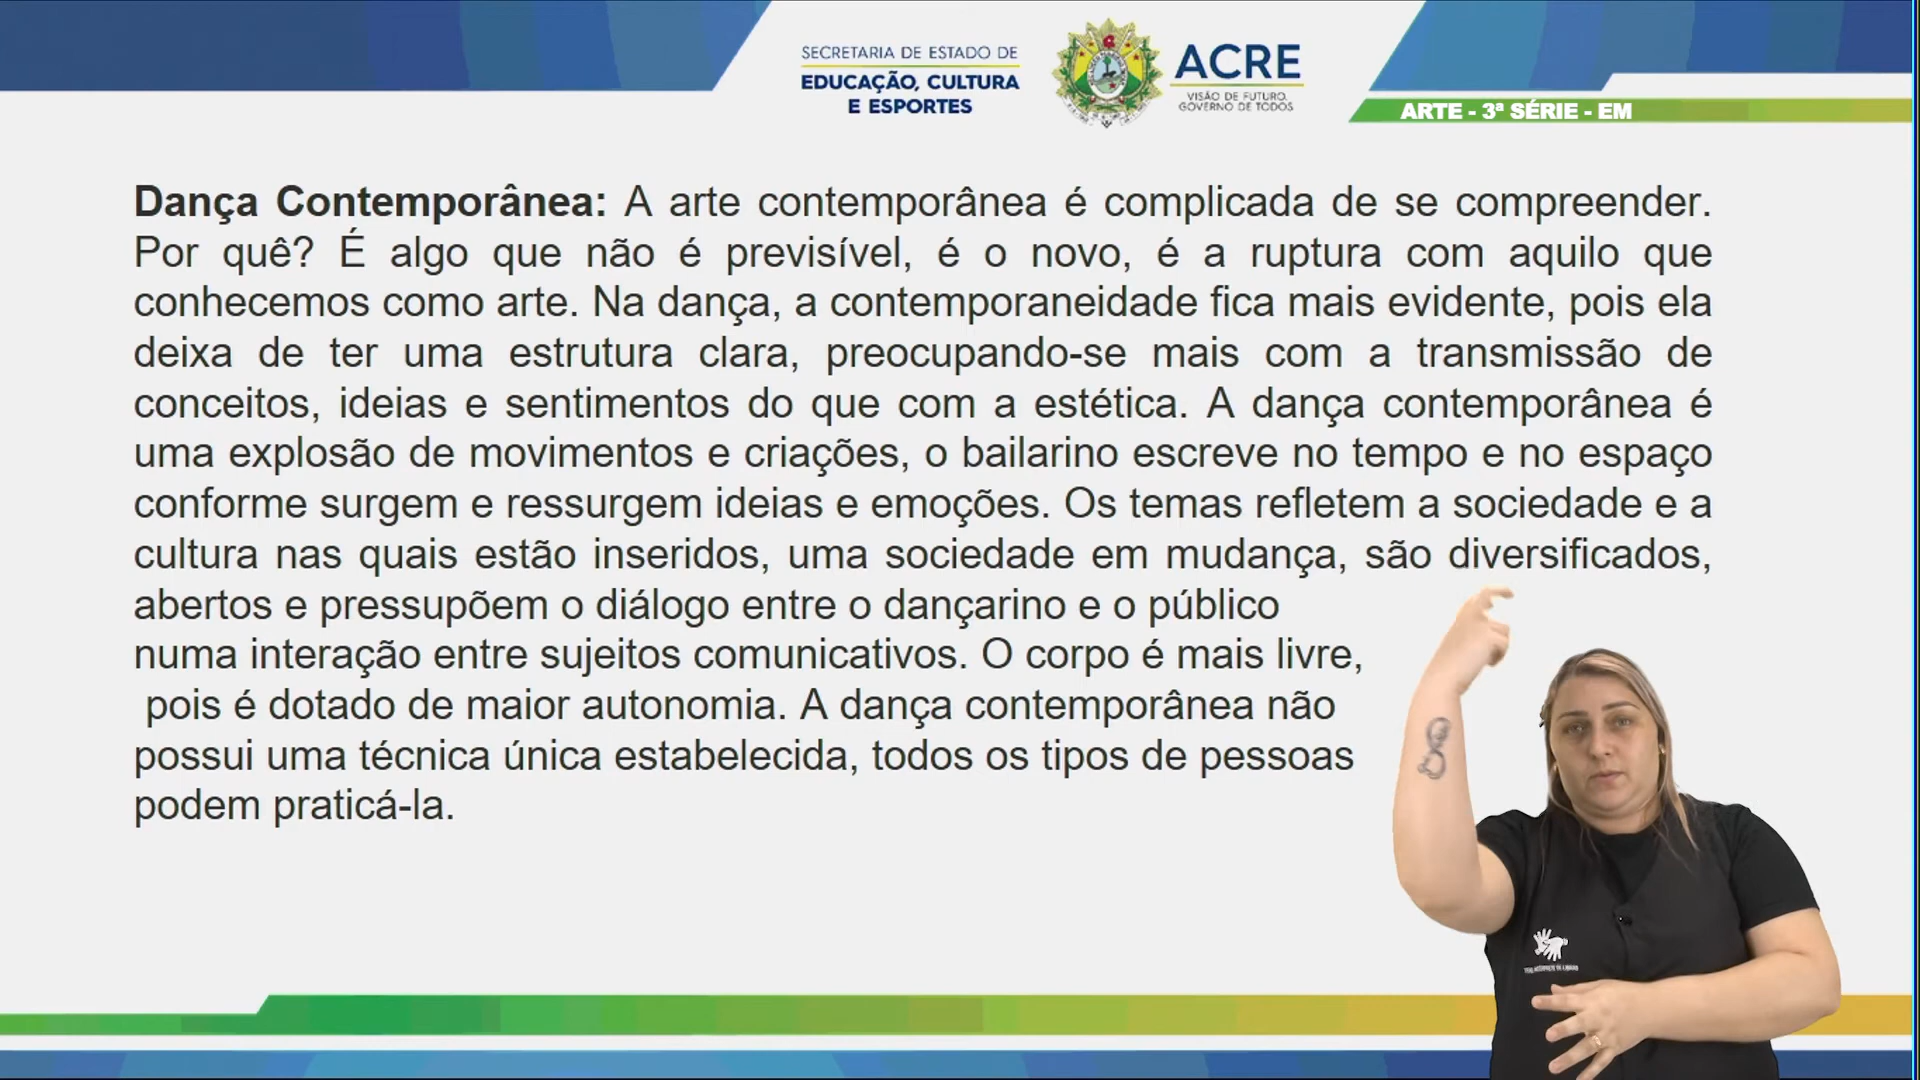 SECRETARIA DE ESTADO DE
EDUCAÇÃO, CULTURA
E ESPORTES
ACRE
VISÃO DE FUTURO.
GOVERNO DE TODOS
ARTE - 3ª SÉRIE - EM
Dança Contemporânea: A arte contemporânea é complicada de se compreender.
Por quê? É algo que não é previsível, é o novo, é a ruptura com aquilo que
conhecemos como arte. Na dança, a contemporaneidade fica mais evidente, pois ela
deixa de ter uma estrutura clara, preocupando-se mais com a transmissão de
conceitos, ideias e sentimentos do que com a estética. A dança contemporânea é
uma explosão de movimentos e criações, o bailarino escreve no tempo e no espaço
conforme surgem e ressurgem ideias e emoções. Os temas refletem a sociedade e a
cultura nas quais estão inseridos, uma sociedade em mudança, são diversificados,
abertos e pressupõem o diálogo entre o dançarino e o público
numa interação entre sujeitos comunicativos. O corpo é mais livre,
pois é dotado de maior autonomia. A dança contemporânea não
possui uma técnica única estabelecida, todos os tipos de pessoas
podem praticá-la.